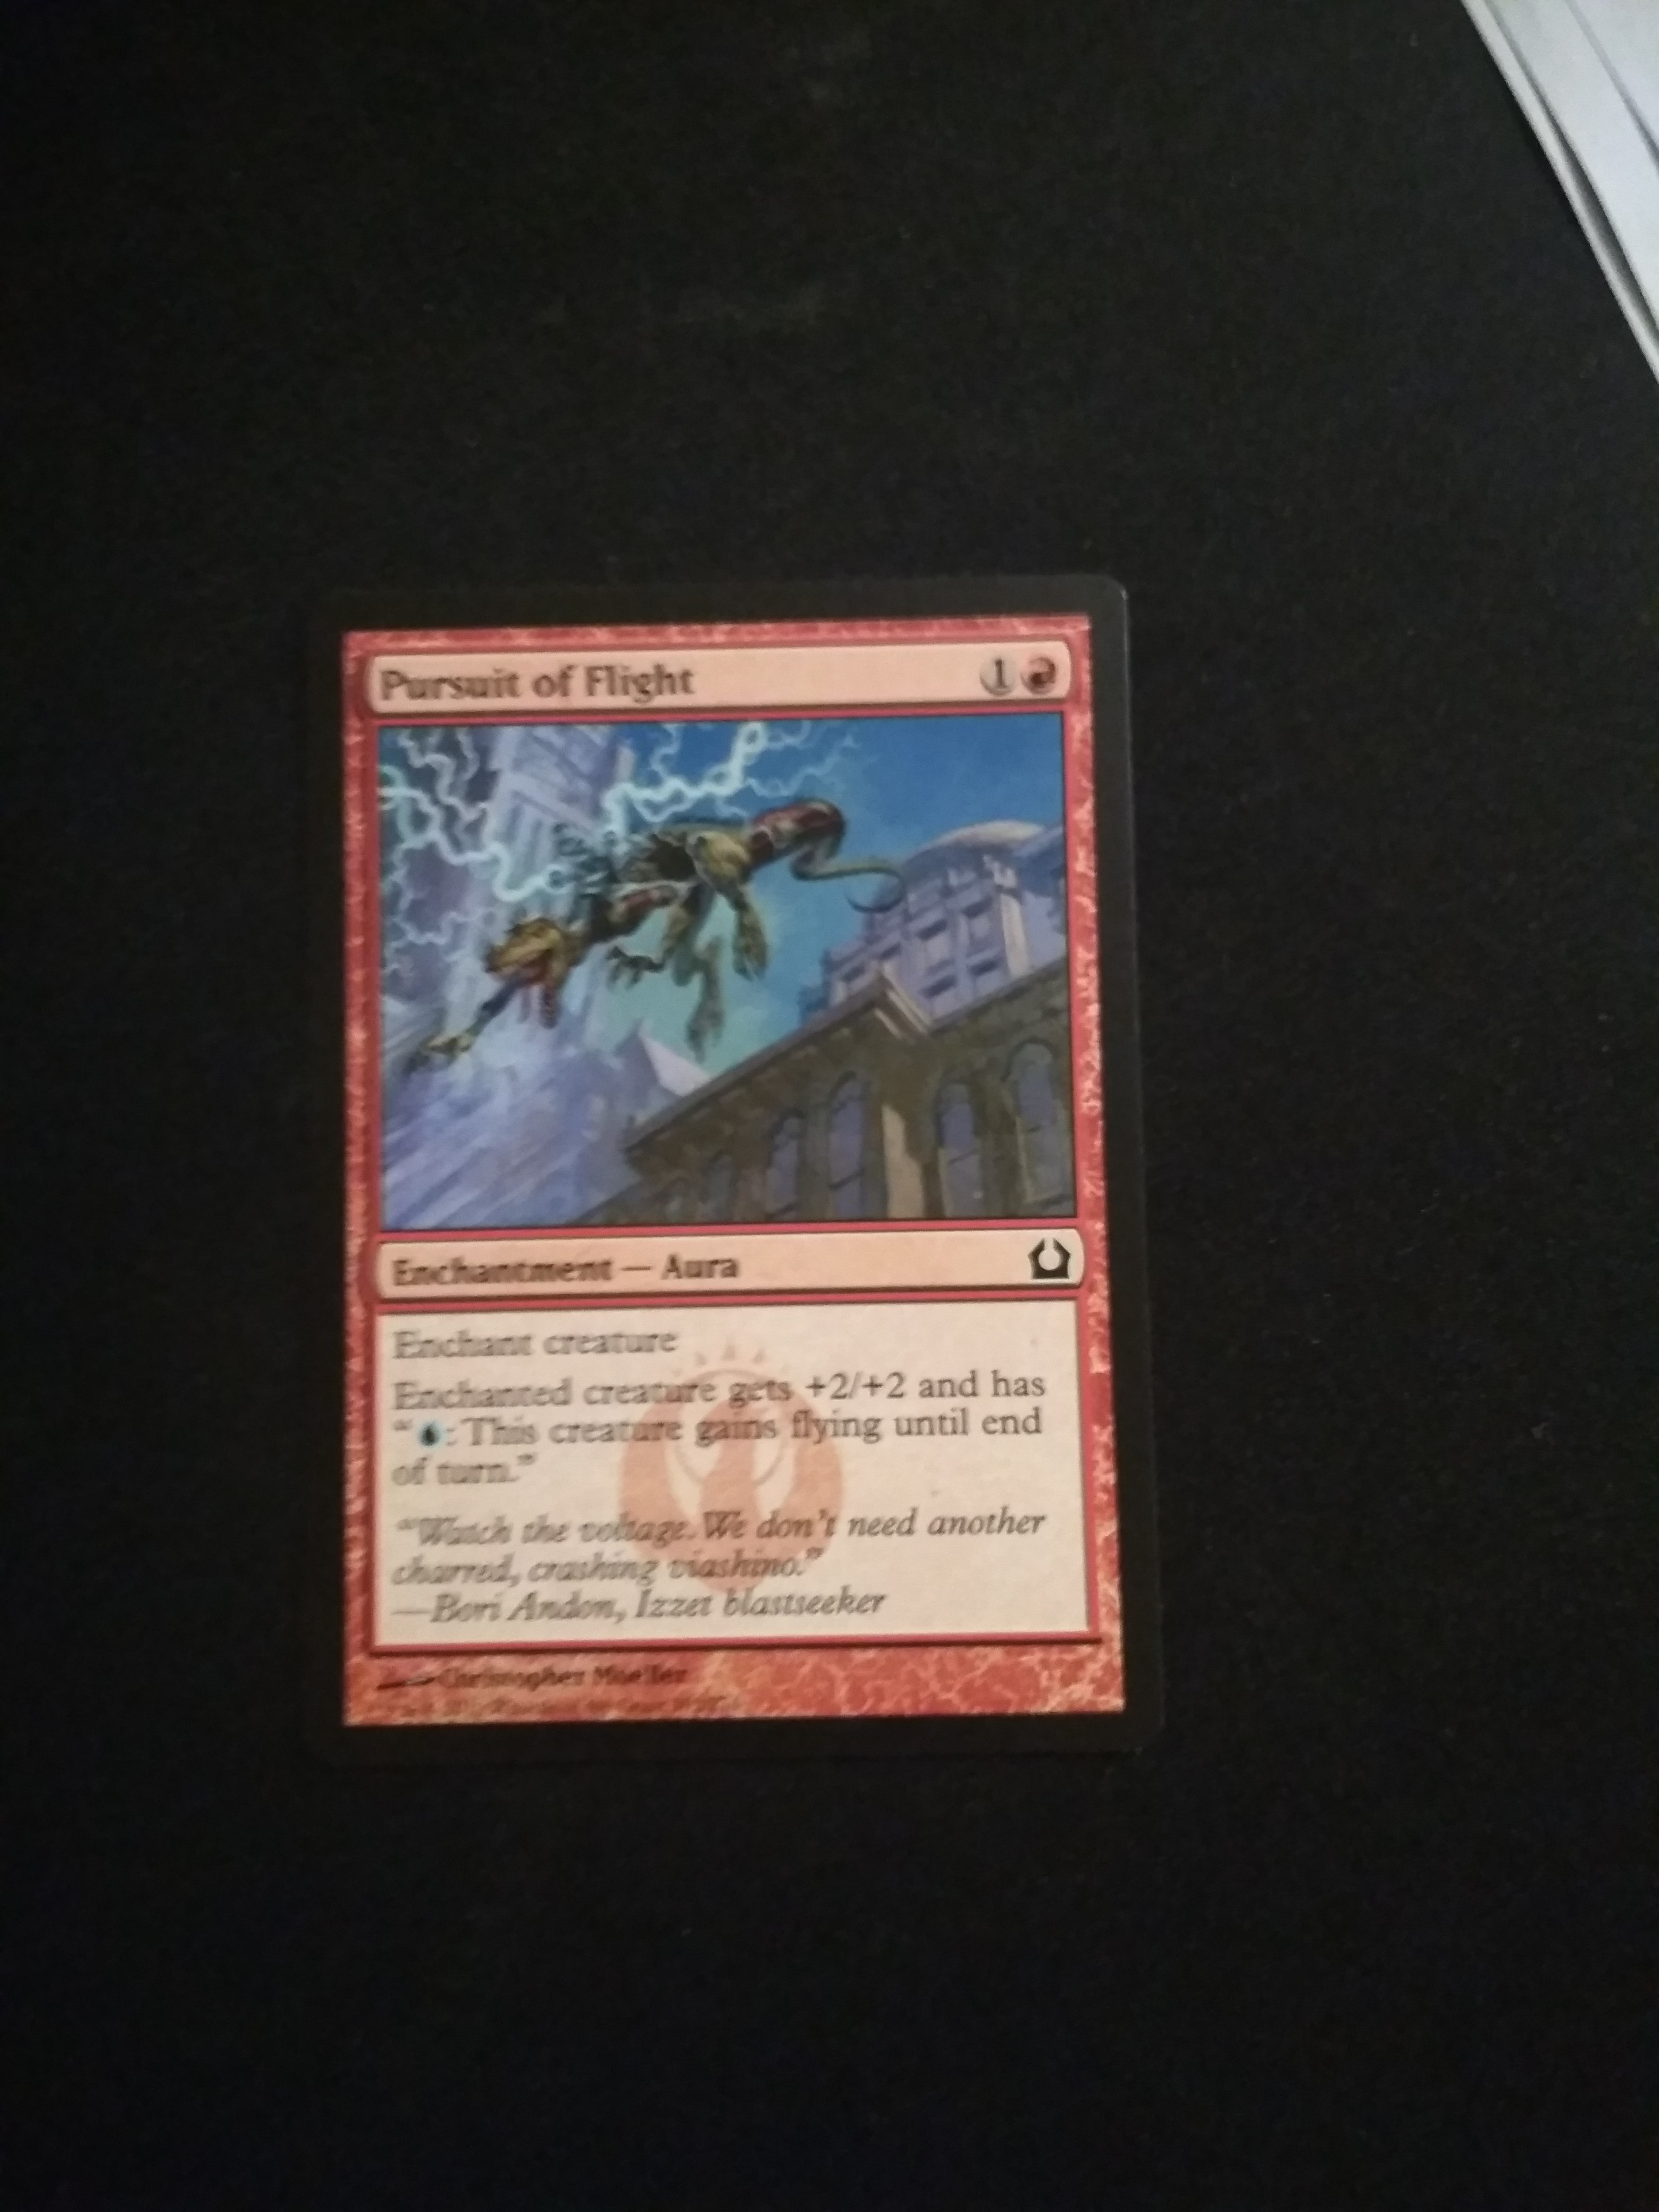 Pursuit of Flight 1
Enchantment — Aura
Enchant creature
Enchanted creature gets +2/+2 and has
“ : This creature gains flying until end
of turn.”
“Watch the voltage. We don’t need another
charred, crashing viashino.”
—Bori Andon, Izzet blastseeker
Christopher Moeller